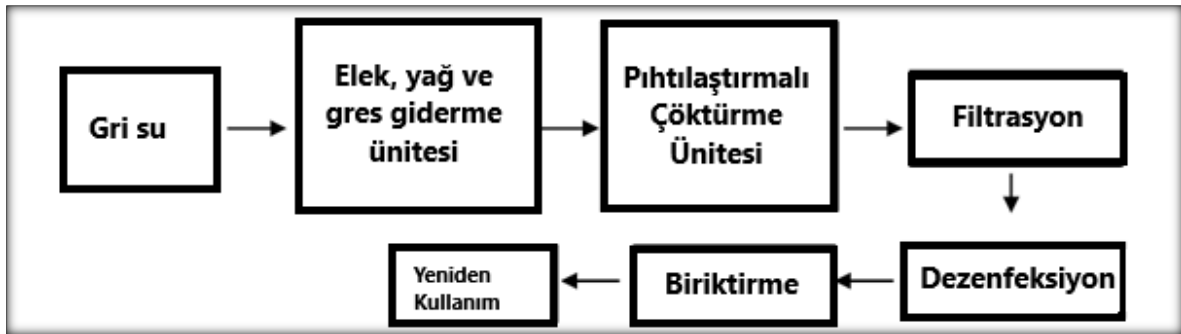 Gri su
Elek, yağ ve
gres giderme
ünitesi
Pıhtılaştırmalı
Çöktürme
Ünitesi
Filtrasyon
Dezenfeksiyon
Biriktirme
Yeniden
Kullanım